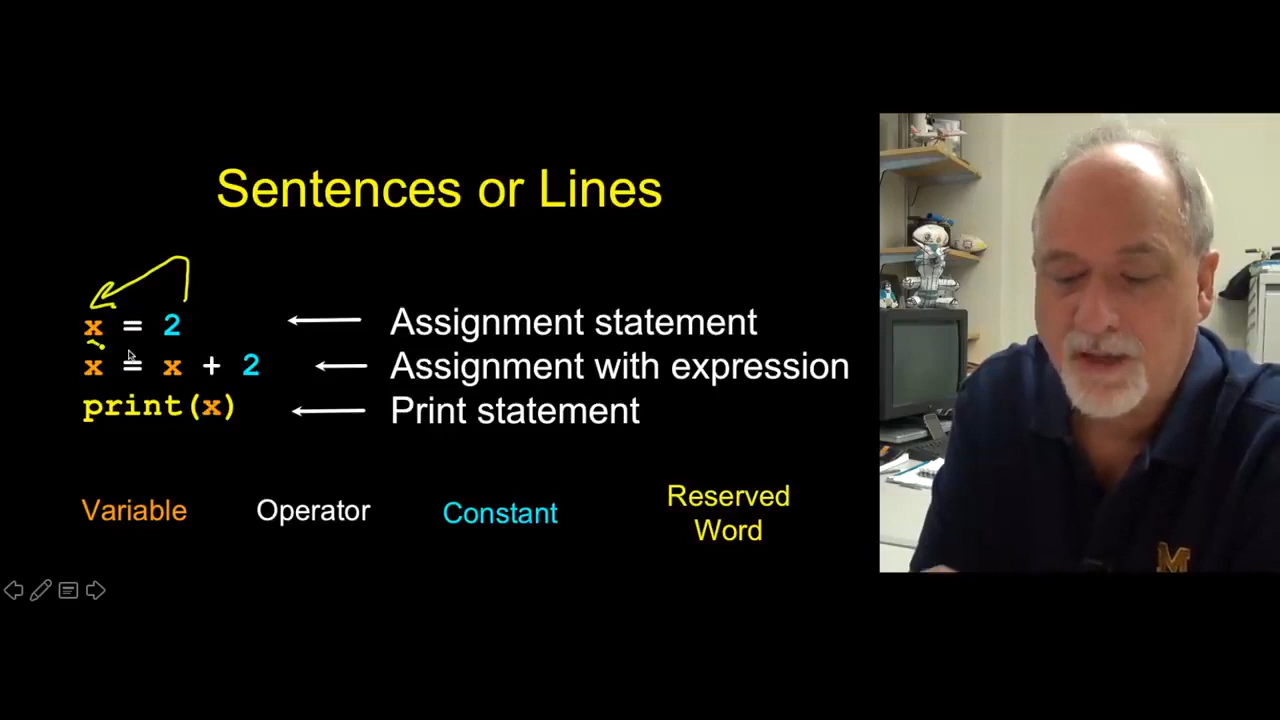 Sentences or Lines
x = 2
Assignment statement
x = x + 2
Assignment with expression
print(x)
Print statement
Variable
Operator
Constant
Reserved
Word
M